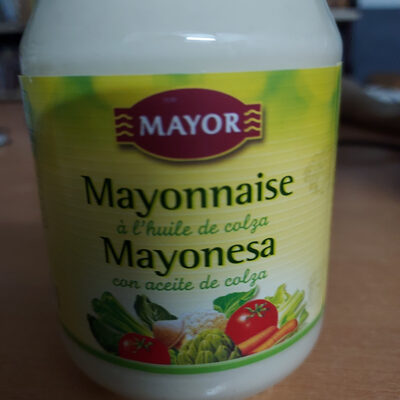 MAYOR
Mayonnaise
à l'huile de colza
Mayonesa
con aceite de colza